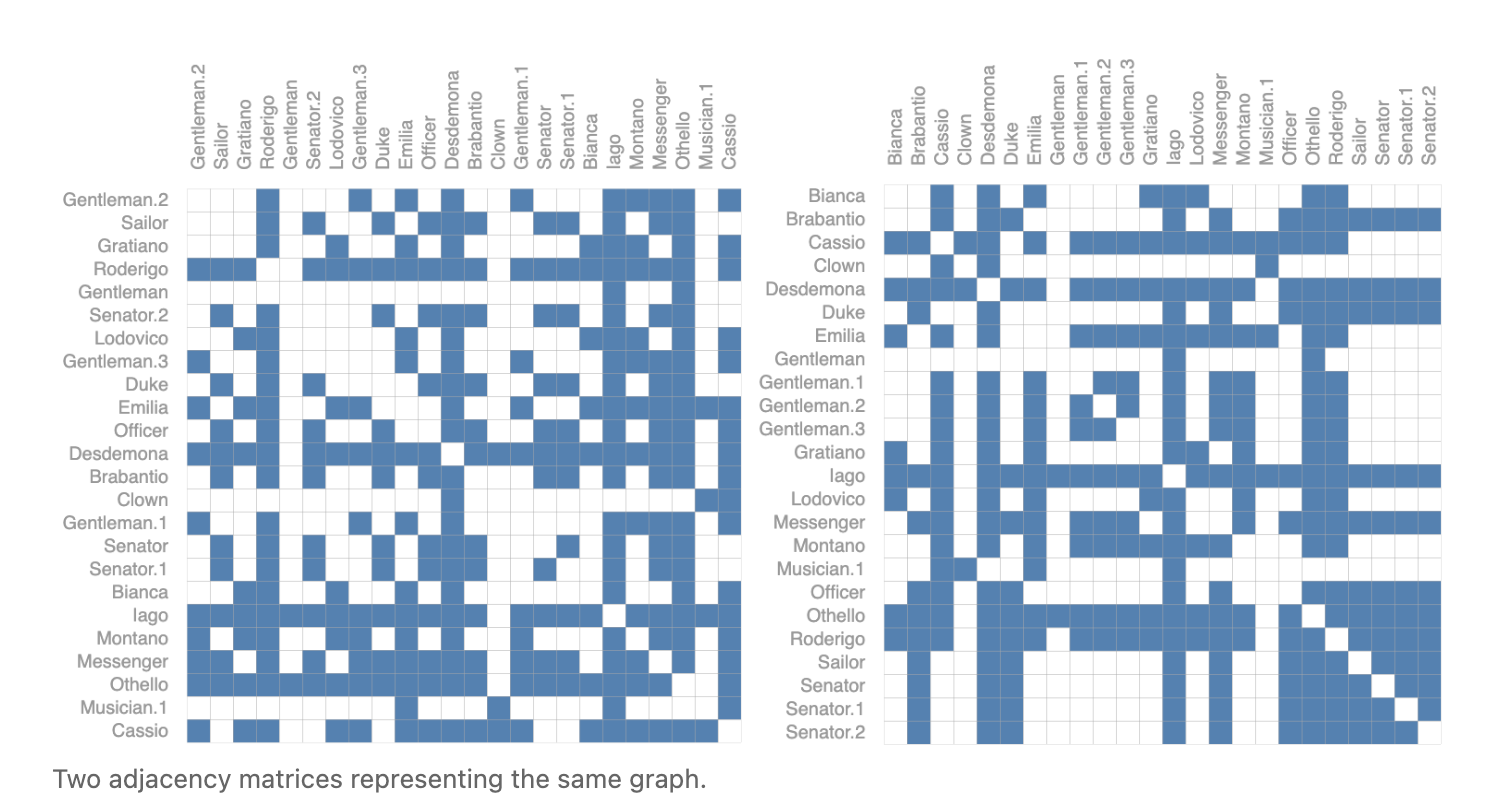 Gentleman.2
Sailor
Gratiano
Roderigo
Gentleman
Senator.2
Lodovico
Gentleman.3
Duke
Emilia
Officer
Desdemona
Brabantio
Clown
Gentleman.1
Senator
Senator.1
Bianca
Iago
Montano
Messenger
Othello
Musician.1
Cassio
Gentleman.2
Sailor
Gratiano
Roderigo
Gentleman
Senator.2
Lodovico
Gentleman.3
Duke
Emilia
Officer
Desdemona
Brabantio
Clown
Gentleman.1
Senator
Senator.1
Bianca
Iago
Montano
Messenger
Othello
Musician.1
Cassio
Bianca
Brabantio
Cassio
Clown
Desdemona
Duke
Emilia
Gentleman
Gentleman.1
Gentleman.2
Gentleman.3
Gratiano
Iago
Lodovico
Messenger
Montano
Musician.1
Officer
Othello
Roderigo
Sailor
Senator
Senator.1
Senator.2
Bianca
Brabantio
Cassio
Clown
Desdemona
Duke
Emilia
Gentleman
Gentleman.1
Gentleman.2
Gentleman.3
Gratiano
Iago
Lodovico
Messenger
Montano
Musician.1
Officer
Othello
Roderigo
Sailor
Senator
Senator.1
Senator.2
Two adjacency matrices representing the same graph.